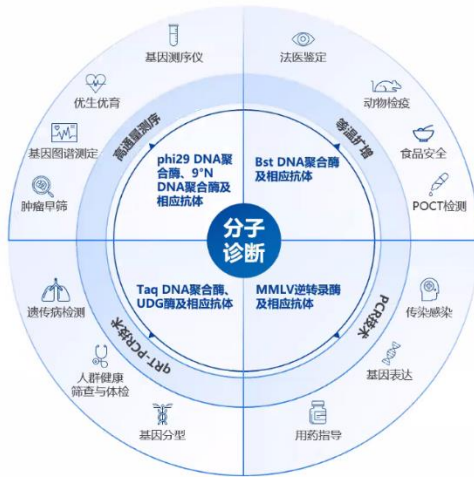 基因测序仪
优生优育
基因图谱测定
肿瘤早筛
高通量测序
phi29 DNA聚
合酶、9°N
DNA聚合酶及
相应抗体
法医鉴定
动物检疫
食品安全
POCT检测
等温扩增
Bst DNA聚合酶
及相应抗体
分子
诊断
Taq DNA聚合酶、
UDG酶及相应抗体
qRT-PCR技术
遗传病检测
人群健康
筛查与体检
基因分型
MMLV逆转录酶
及相应抗体
PCR技术
传染感染
基因表达
用药指导